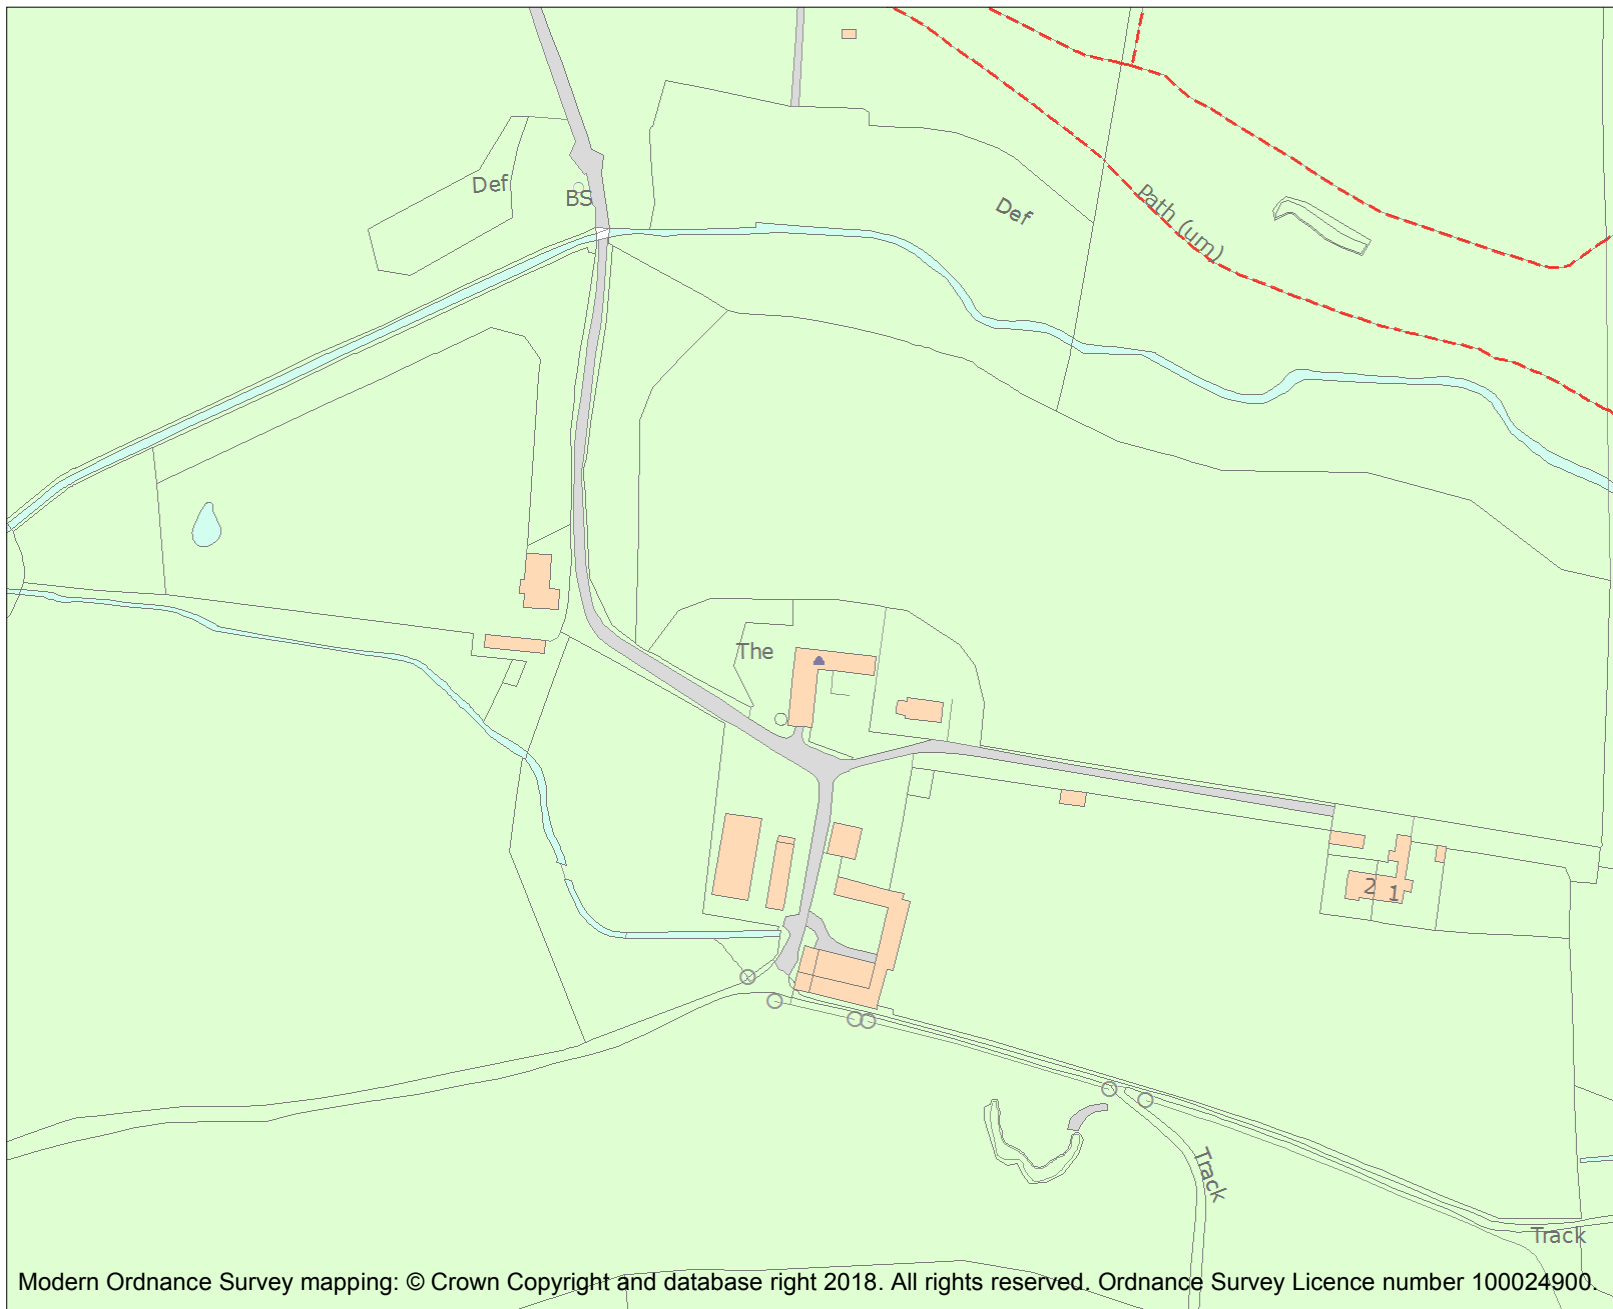 Def
BS
Def
Path (um)
The
2
1
Track
Track
Modern Ordnance Survey mapping: © Crown Copyright and database right 2018. All rights reserved. Ordnance Survey Licence number 100024900.